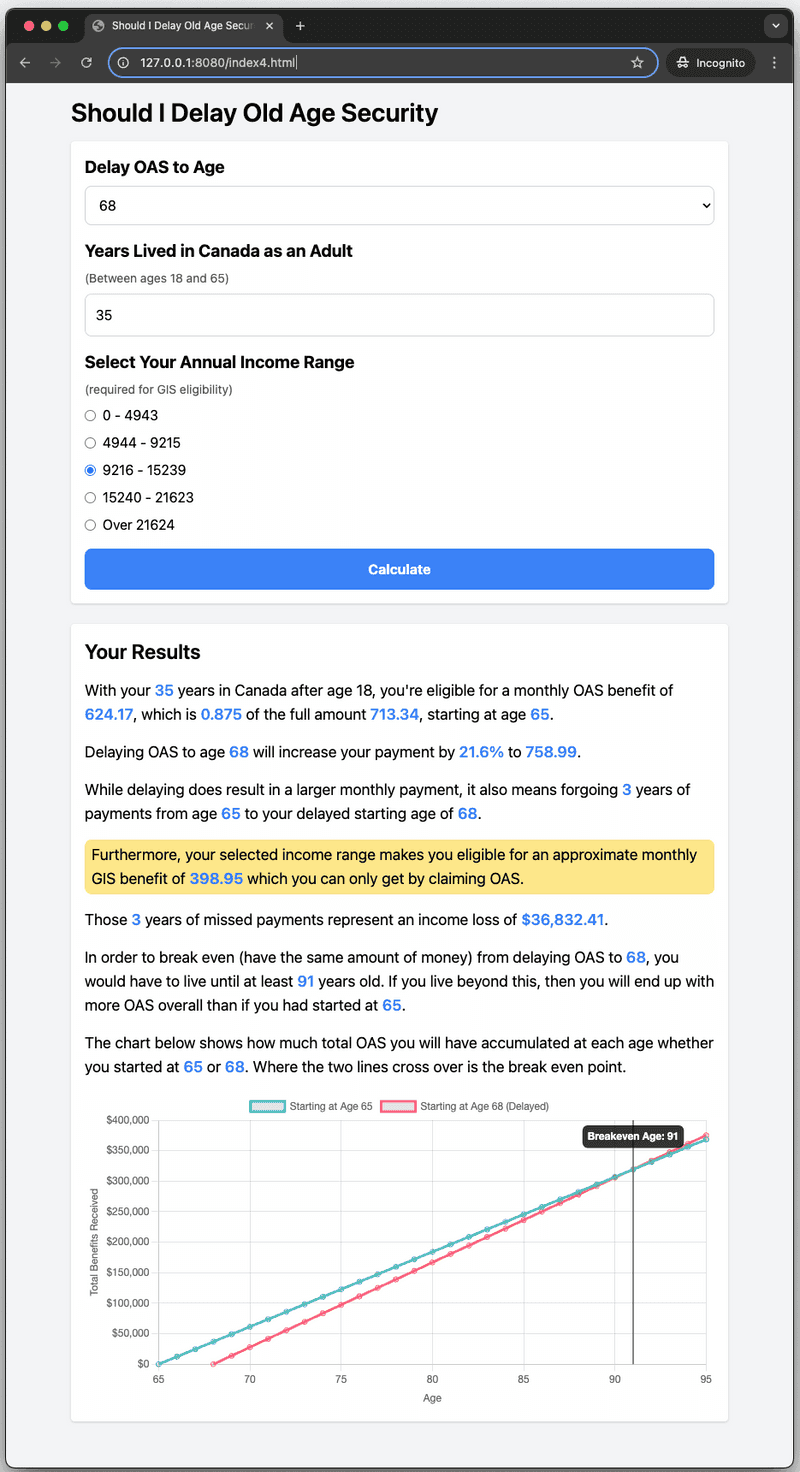 Should I Delay Old Age Secur
127.0.0.1:8080/index4.html
Incognito
Should I Delay Old Age Security
Delay OAS to Age
68
Years Lived in Canada as an Adult
(Between ages 18 and 65)
35
Select Your Annual Income Range
(required for GIS eligibility)
0 - 4943
4944 - 9215
9216 - 15239
15240 - 21623
Over 21624
Calculate
Your Results
With your 35 years in Canada after age 18, you're eligible for a monthly OAS benefit of
624.17, which is 0.875 of the full amount 713.34, starting at age 65.
Delaying OAS to age 68 will increase your payment by 21.6% to 758.99.
While delaying does result in a larger monthly payment, it also means forgoing 3 years of
payments from age 65 to your delayed starting age of 68.
Furthermore, your selected income range makes you eligible for an approximate monthly
GIS benefit of 398.95 which you can only get by claiming OAS.
Those 3 years of missed payments represent an income loss of $36,832.41.
In order to break even (have the same amount of money) from delaying OAS to 68, you
would have to live until at least 91 years old. If you live beyond this, then you will end up with
more OAS overall than if you had started at 65.
The chart below shows how much total OAS you will have accumulated at each age whether
you started at 65 or 68. Where the two lines cross over is the break even point.
Starting at Age 65 Starting at Age 68 (Delayed)
$400,000
Breakeven Age: 91
$350,000
$300,000
$250,000
$200,000
$150,000
$100,000
$50,000
$0
Total Benefits Received
65 70 75 80 85 90 95
Age